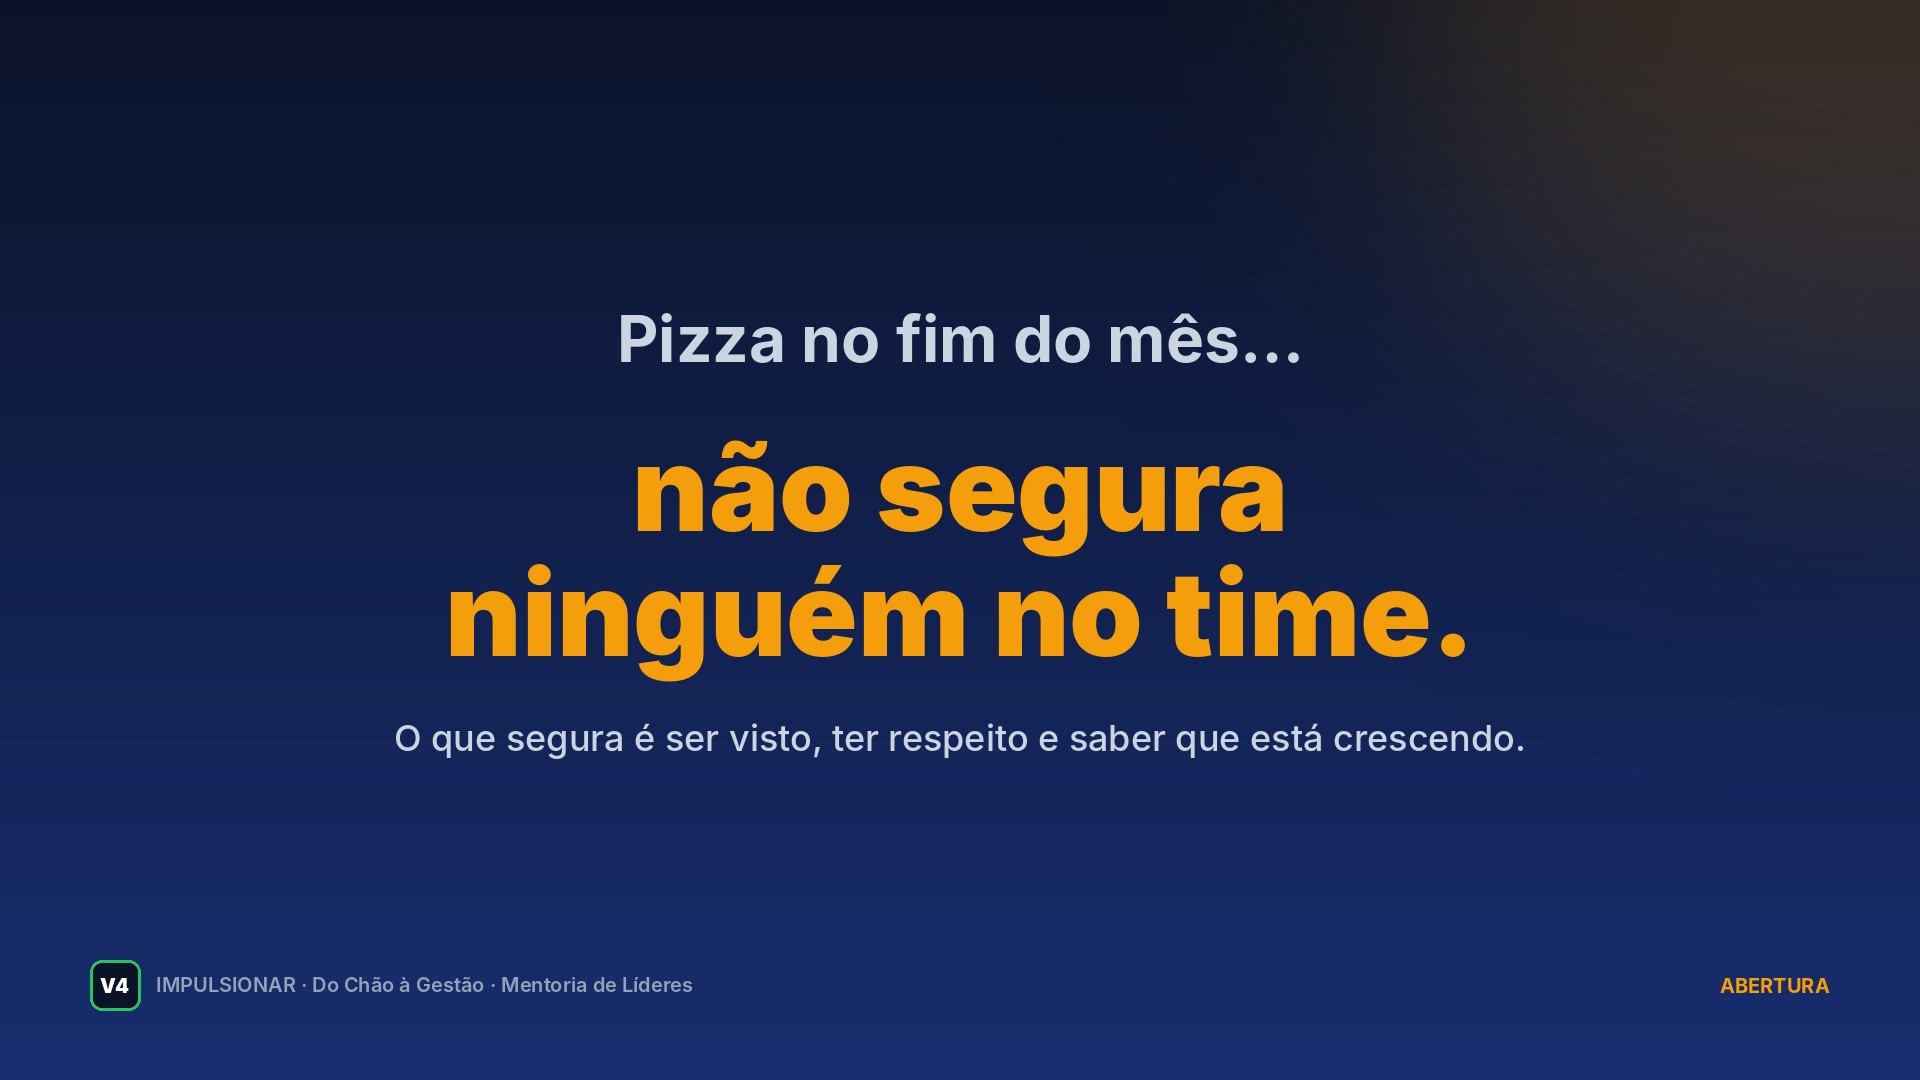 Pizza no fim do mês...
não segura
ninguém no time.
O que segura é ser visto, ter respeito e saber que está crescendo.
V4 IMPULSIONAR · Do Chão à Gestão · Mentoria de Líderes
ABERTURA